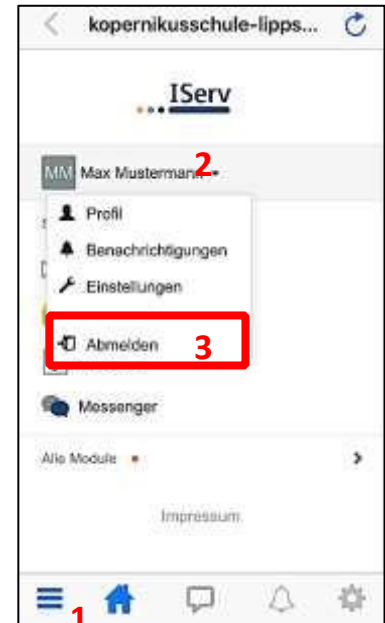 kopernikusschule-lipps...
IServ
MM Max Mustermann 2
Profil
Benachrichtigungen
Einstellungen
Abmelden 3
Messenger
Alle Module
Impressum
1